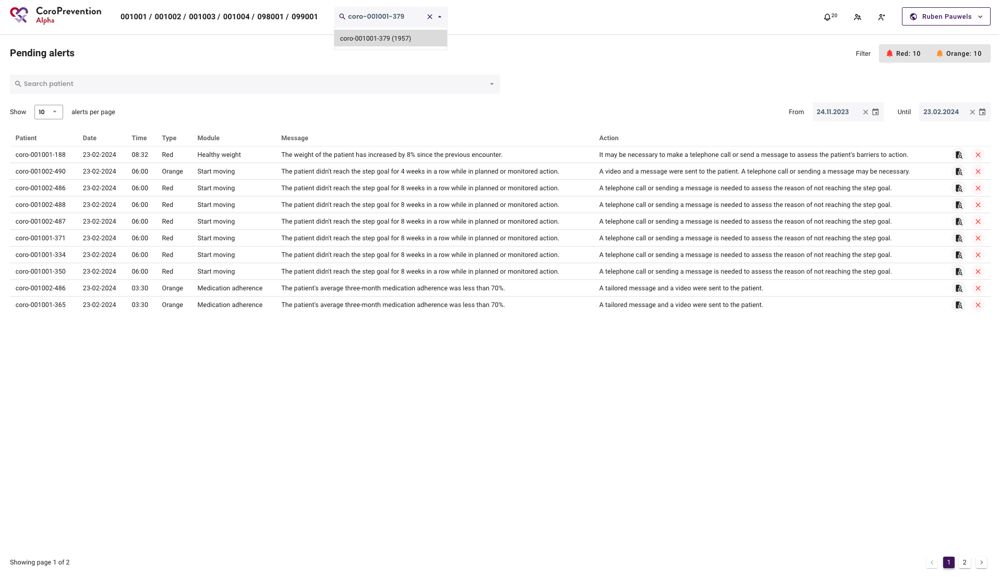 CoroPrevention
Alpha
001001 / 001002 / 001003 / 001004 / 098001 / 099001
coro-001001-379
coro-001001-379 (1957)
20
Ruben Pauwels
Pending alerts
Filter
Red: 10
Orange: 10
Search patient
Show 10 alerts per page
From 24.11.2023
Until 23.02.2024
Patient Date Time Type Module Message Action
coro-001001-188 23-02-2024 08:32 Red Healthy weight The weight of the patient has increased by 8% since the previous encounter. It may be necessary to make a telephone call or send a message to assess the patient's barriers to action.
coro-001002-490 23-02-2024 06:00 Orange Start moving The patient didn't reach the step goal for 4 weeks in a row while in planned or monitored action. A video and a message were sent to the patient. A telephone call or sending a message may be necessary.
coro-001002-486 23-02-2024 06:00 Red Start moving The patient didn't reach the step goal for 8 weeks in a row while in planned or monitored action. A telephone call or sending a message is needed to assess the reason of not reaching the step goal.
coro-001002-488 23-02-2024 06:00 Red Start moving The patient didn't reach the step goal for 8 weeks in a row while in planned or monitored action. A telephone call or sending a message is needed to assess the reason of not reaching the step goal.
coro-001002-487 23-02-2024 06:00 Red Start moving The patient didn't reach the step goal for 8 weeks in a row while in planned or monitored action. A telephone call or sending a message is needed to assess the reason of not reaching the step goal.
coro-001001-371 23-02-2024 06:00 Red Start moving The patient didn't reach the step goal for 8 weeks in a row while in planned or monitored action. A telephone call or sending a message is needed to assess the reason of not reaching the step goal.
coro-001001-334 23-02-2024 06:00 Red Start moving The patient didn't reach the step goal for 8 weeks in a row while in planned or monitored action. A telephone call or sending a message is needed to assess the reason of not reaching the step goal.
coro-001001-350 23-02-2024 06:00 Red Start moving The patient didn't reach the step goal for 8 weeks in a row while in planned or monitored action. A telephone call or sending a message is needed to assess the reason of not reaching the step goal.
coro-001002-486 23-02-2024 03:30 Orange Medication adherence The patient's average three-month medication adherence was less than 70%. A tailored message and a video were sent to the patient.
coro-001001-365 23-02-2024 03:30 Orange Medication adherence The patient's average three-month medication adherence was less than 70%. A tailored message and a video were sent to the patient.
Showing page 1 of 2
1 2